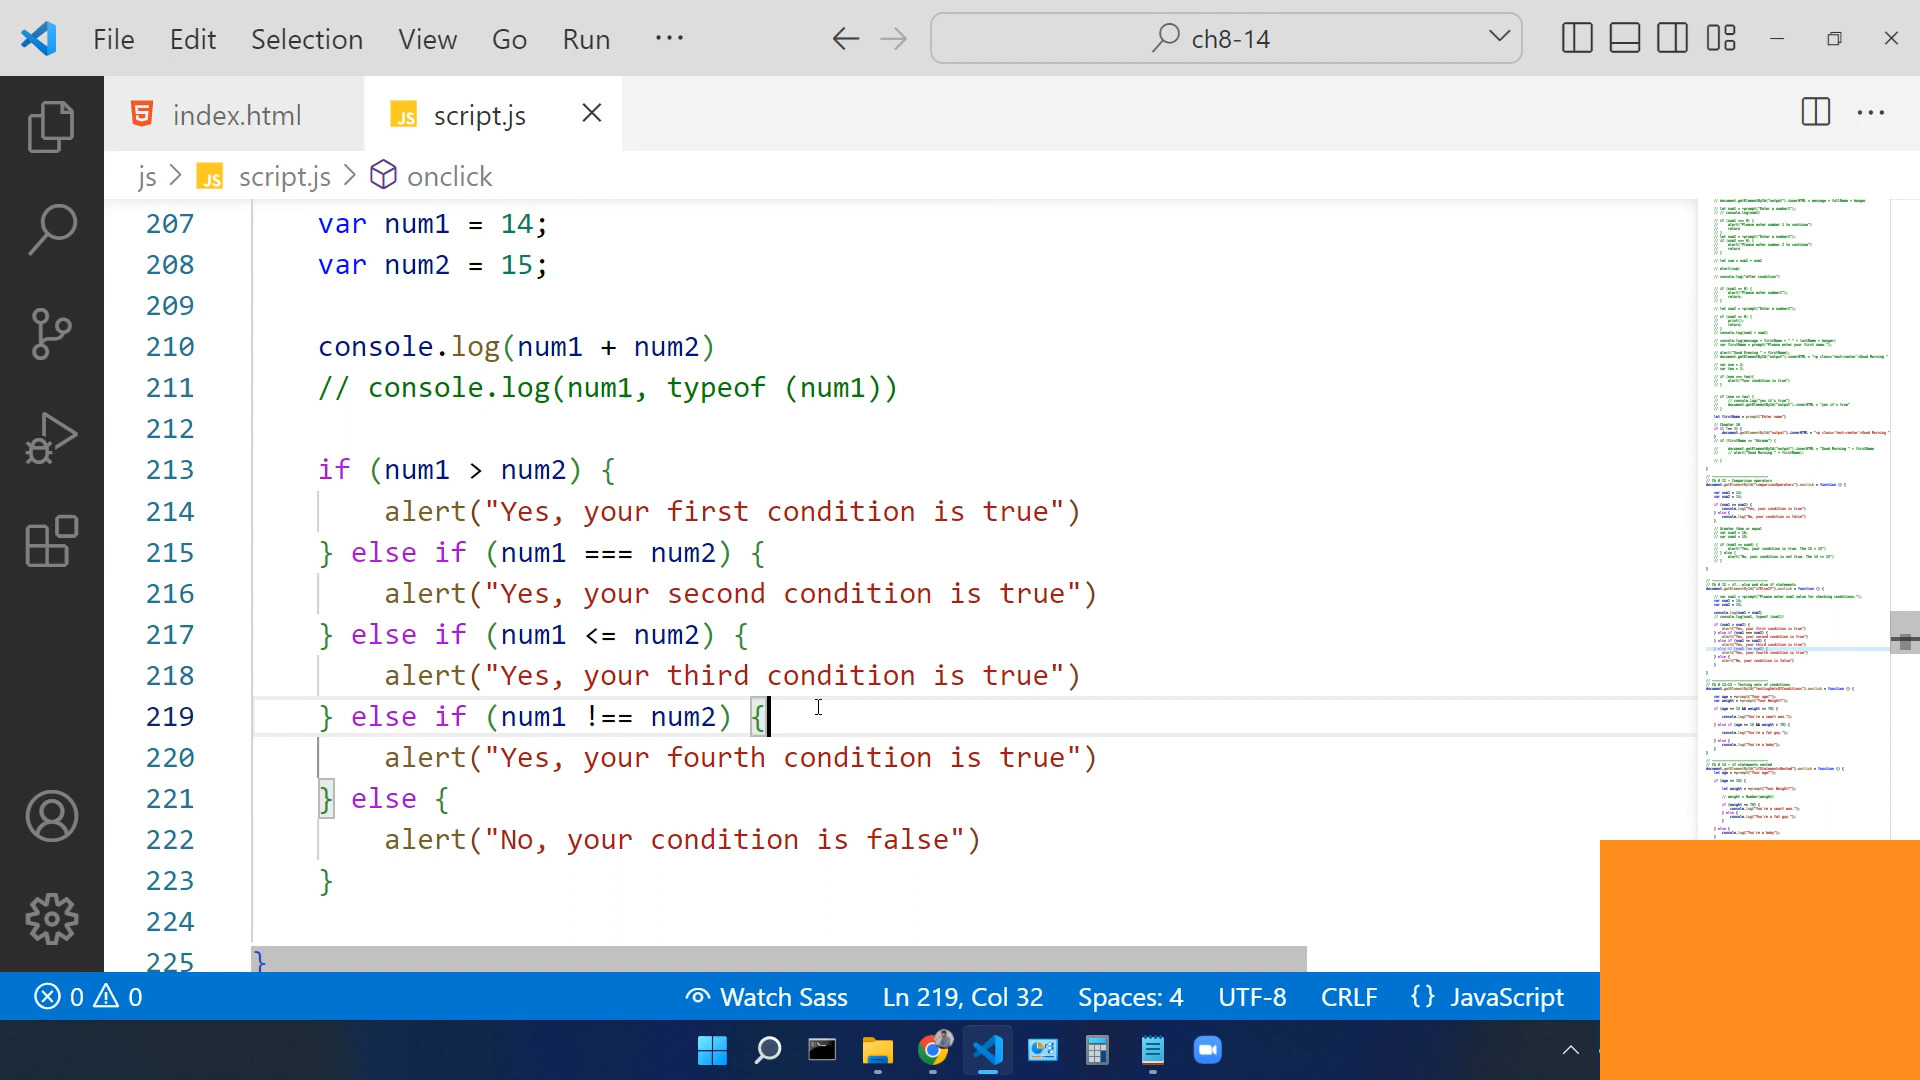 File Edit Selection View Go Run ···
ch8-14
index.html
script.js
js > script.js > onclick
207 var num1 = 14;
208 var num2 = 15;
209
210 console.log(num1 + num2)
211 // console.log(num1, typeof (num1))
212
213 if (num1 > num2) {
214 alert("Yes, your first condition is true")
215 } else if (num1 === num2) {
216 alert("Yes, your second condition is true")
217 } else if (num1 <= num2) {
218 alert("Yes, your third condition is true")
219 } else if (num1 !== num2) {
220 alert("Yes, your fourth condition is true")
221 } else {
222 alert("No, your condition is false")
223 }
224
225 }
0 0 Watch Sass Ln 219, Col 32 Spaces: 4 UTF-8 CRLF {} JavaScript